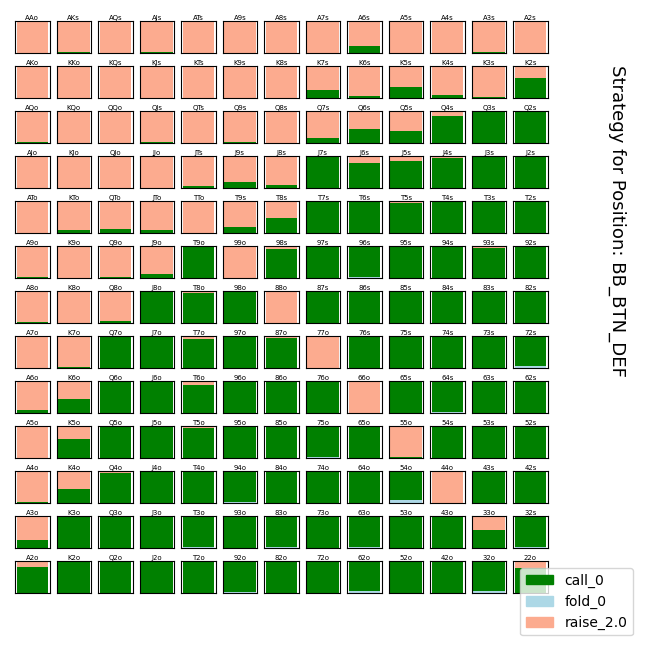 AAo AKs AQs AJs ATs A9s A8s A7s A6s A5s A4s A3s A2s
AKo KKo KQs KJs KTs K9s K8s K7s K6s K5s K4s K3s K2s
AQo KQo QQo QJs QTs Q9s Q8s Q7s Q6s Q5s Q4s Q3s Q2s
AJo KJo QJo JJo JTs J9s J8s J7s J6s J5s J4s J3s J2s
ATo KTo QTo JTo TTo T9s T8s T7s T6s T5s T4s T3s T2s
A9o K9o Q9o J9o T9o 99o 98s 97s 96s 95s 94s 93s 92s
A8o K8o Q8o J8o T8o 98o 88o 87s 86s 85s 84s 83s 82s
A7o K7o Q7o J7o T7o 97o 87o 77o 76s 75s 74s 73s 72s
A6o K6o Q6o J6o T6o 96o 86o 76o 66o 65s 64s 63s 62s
A5o K5o Q5o J5o T5o 95o 85o 75o 65o 55o 54s 53s 52s
A4o K4o Q4o J4o T4o 94o 84o 74o 64o 54o 44o 43s 42s
A3o K3o Q3o J3o T3o 93o 83o 73o 63o 53o 43o 33o 32s
A2o K2o Q2o J2o T2o 92o 82o 72o 62o 52o 42o 32o 22o
Strategy for Position: BB_BTN_DEF
call_0
fold_0
raise_2.0